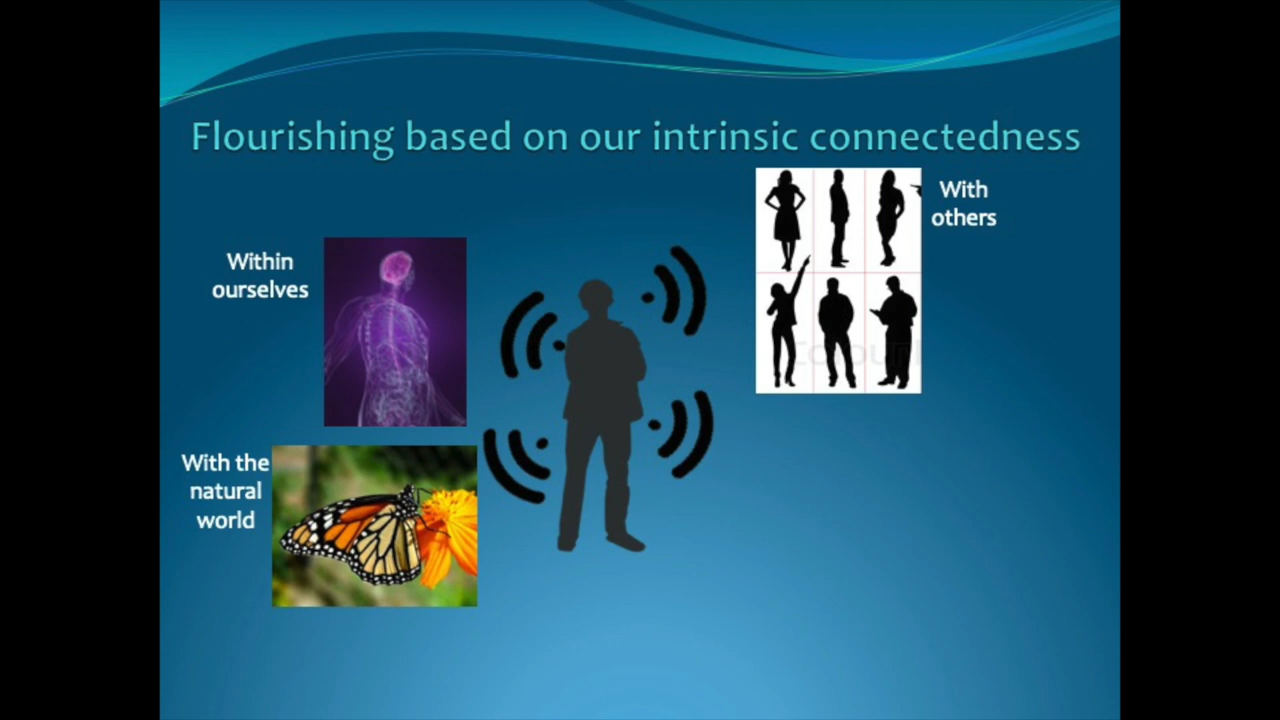 Flourishing based on our intrinsic connectedness
With
others
Within
ourselves
With the
natural
world